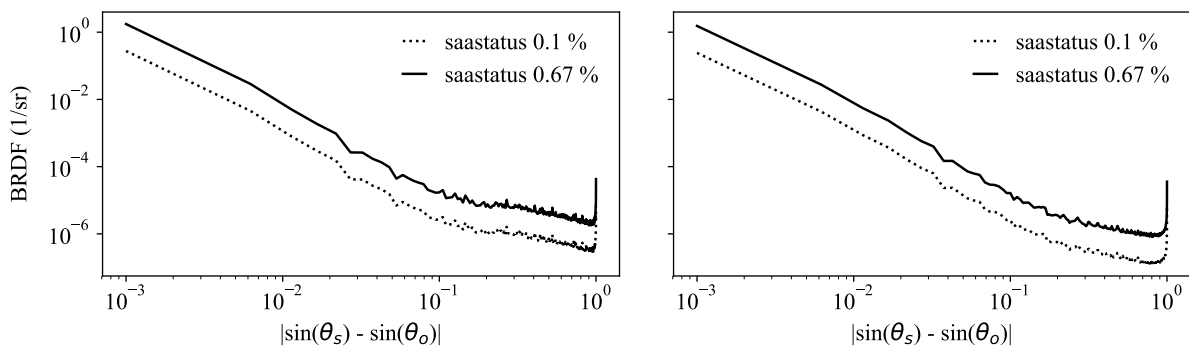 BRDF (1/sr)
10⁰
10⁻²
10⁻⁴
10⁻⁶
saastatus 0.1 %
saastatus 0.67 %
10⁻³
10⁻²
10⁻¹
10⁰
|sin(θₛ) - sin(θₒ)|
saastatus 0.1 %
saastatus 0.67 %
10⁻³
10⁻²
10⁻¹
10⁰
|sin(θₛ) - sin(θₒ)|